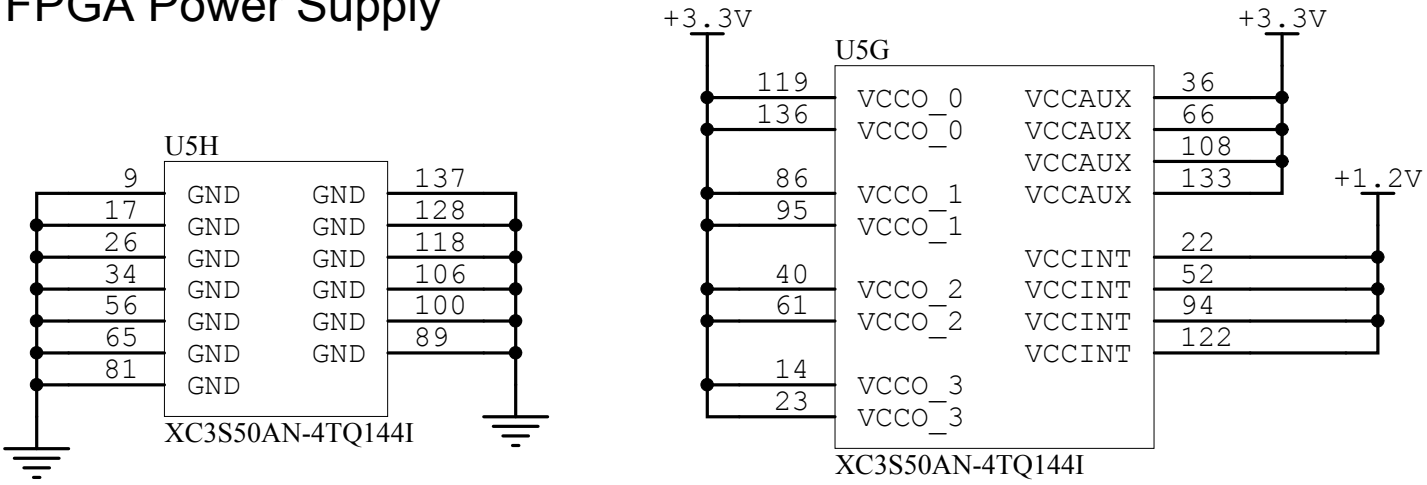 FPGA Power Supply
U5H
9 GND GND 137
17 GND GND 128
26 GND GND 118
34 GND GND 106
56 GND GND 100
65 GND GND 89
81 GND
XC3S50AN-4TQ144I
+3.3V +3.3V
U5G
119 VCCO_0 VCCAUX 36
136 VCCO_0 VCCAUX 66
VCCAUX 108
86 VCCO_1 VCCAUX 133
+1.2V
95 VCCO_1
VCCINT 22
40 VCCO_2 VCCINT 52
61 VCCO_2 VCCINT 94
VCCINT 122
14 VCCO_3
23 VCCO_3
XC3S50AN-4TQ144I